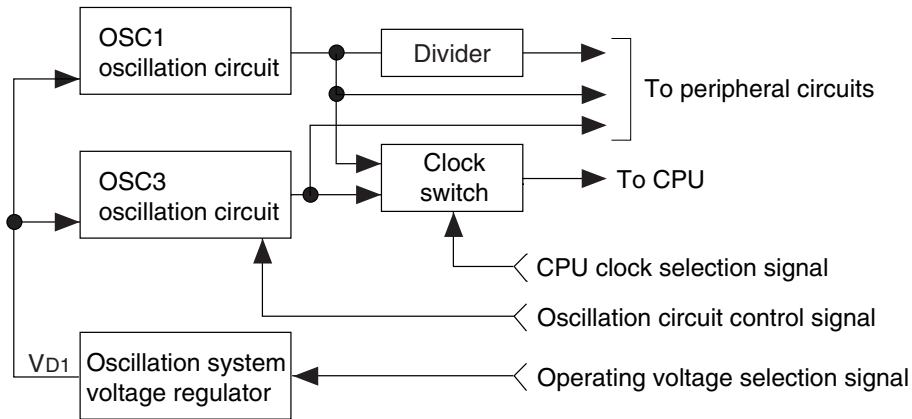 OSC1
oscillation circuit
Divider
To peripheral circuits
OSC3
oscillation circuit
Clock
switch
To CPU
CPU clock selection signal
Oscillation circuit control signal
VD1
Oscillation system
voltage regulator
Operating voltage selection signal